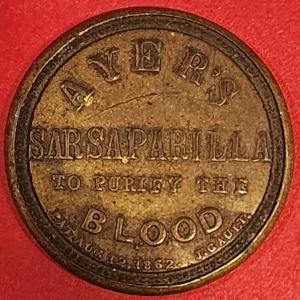 AYER'S
SARSAPARILLA
TO PURIFY THE
BLOOD
PAT. AUG. 12. 1862. J. GAULT.